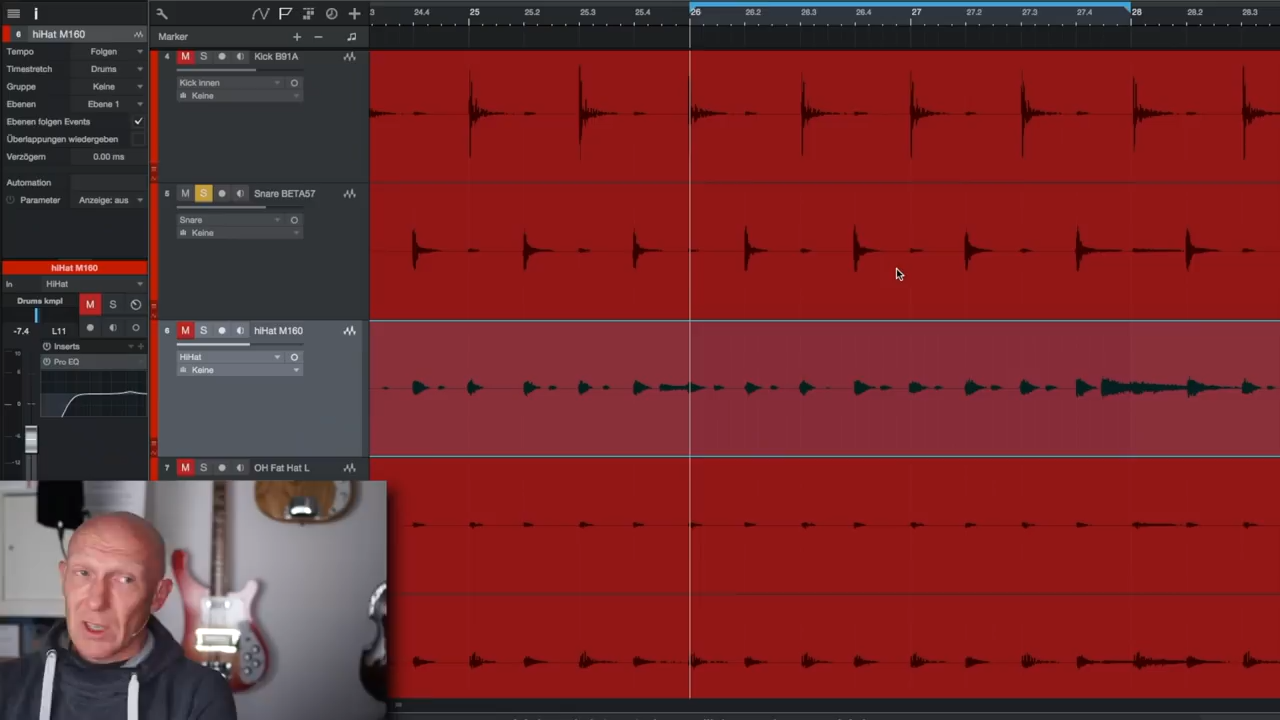 3 24.4 25 25.2 25.3 25.4 26 26.2 26.3 26.4 27 27.2 27.3 27.4 28 28.2 28.3
6 hiHat M160
Marker
Tempo Folgen
Timestretch Drums
Gruppe Keine
Ebenen Ebene 1
Ebenen folgen Events
Überlappungen wiedergeben
Verzögern 0.00 ms
Automation
Parameter Anzeige: aus
hiHat M160
In HiHat
Drums kmpl M S
-7.4 L11
Inserts
Pro EQ
4 M S Kick B91A
Kick innen
Keine
5 M S Snare BETA57
Snare
Keine
6 M S hiHat M160
HiHat
Keine
7 M S OH Fat Hat L